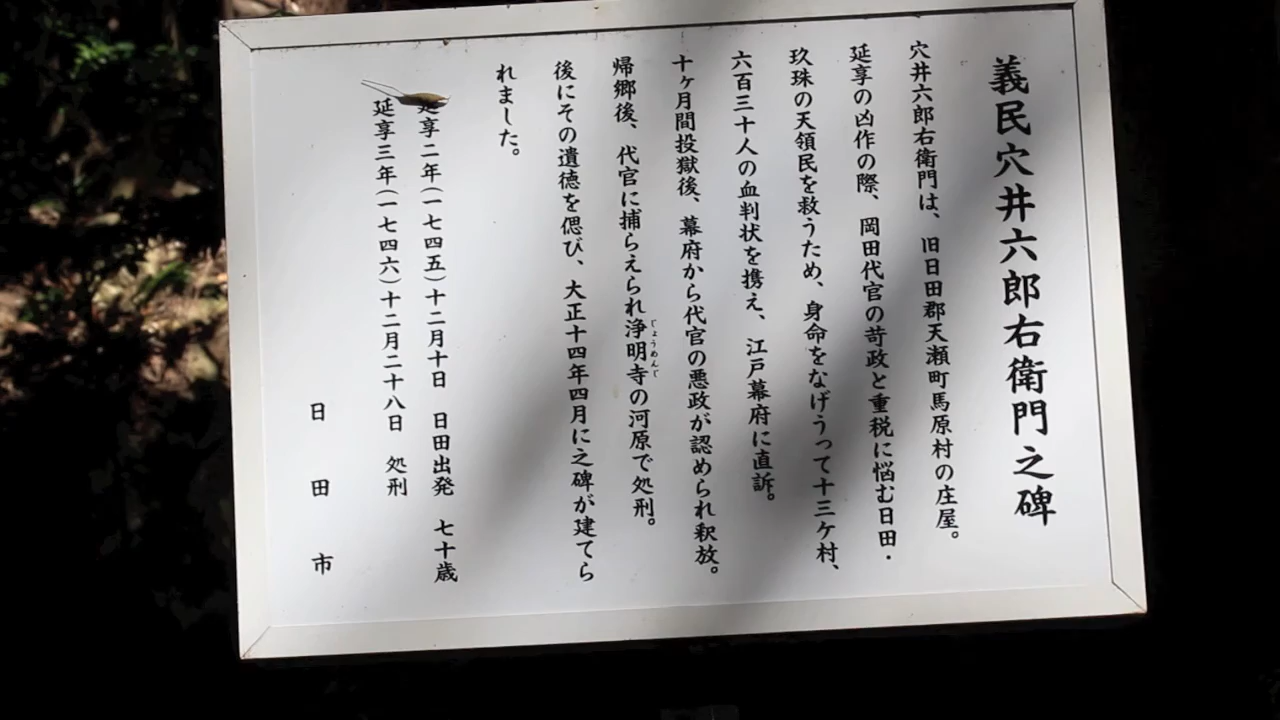 義民穴井六郎右衛門之碑
穴井六郎右衛門は、旧日田郡天瀬町馬原村の庄屋。
延享の凶作の際、岡田代官の苛政と重税に悩む日田・
玖珠の天領民を救うため、身命をなげうって十三ケ村、
六百三十人の血判状を携え、江戸幕府に直訴。
十ヶ月間投獄後、幕府から代官の悪政が認められ釈放。
帰郷後、代官に捕らえられ浄明寺の河原で処刑。
じょうめんじ
後にその遺徳を偲び、大正十四年四月に之碑が建てら
れました。
延享二年(一七四五)十二月十日 日田出発 七十歳
延享三年(一七四六)十二月二十八日 処刑
日田市